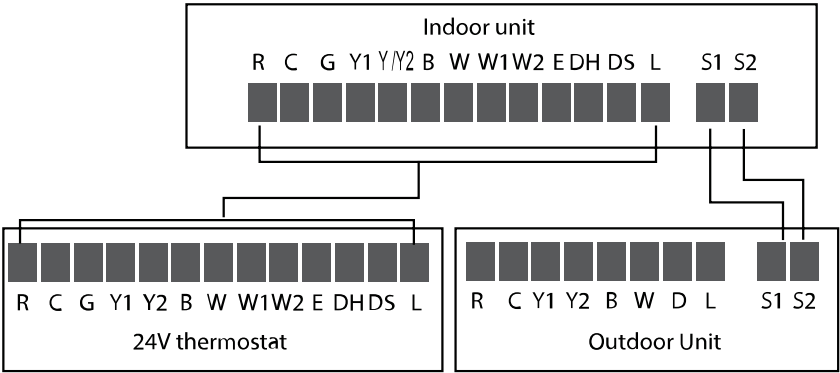 Indoor unit
R C G Y1 Y/Y2 B W W1 W2 E DH DS L S1 S2
R C G Y1 Y2 B W W1 W2 E DH DS L
24V thermostat
R C Y1 Y2 B W D L S1 S2
Outdoor Unit